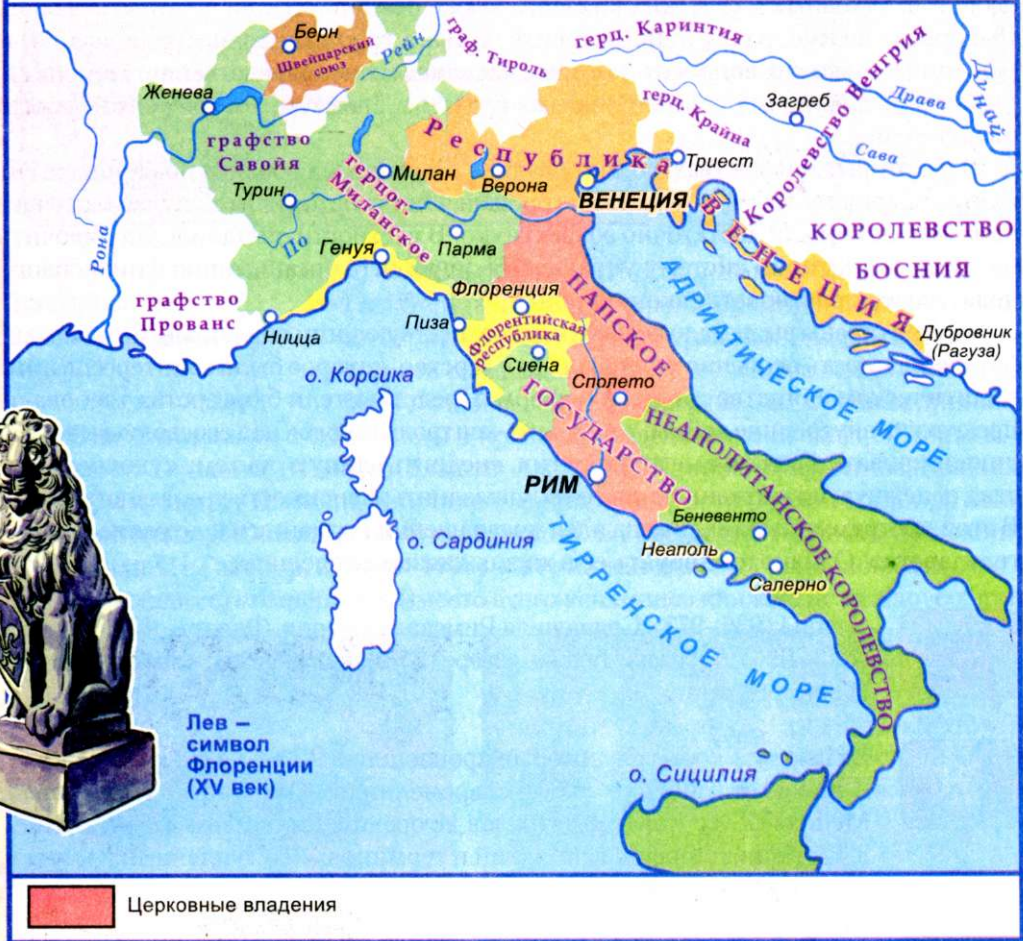 Берн
Швейцарский
союз
Рейн
граф. Тироль
герц. Каринтия
Королевство Венгрия
Дунай
Женева
Загреб
Драва
герц. Крайна
Сава
графство
Савойя
Республика
Триест
Турин
Милан
Верона
ВЕНЕЦИЯ
герцог.
Миланское
По
Рона
Генуя
Парма
ВЕНЕЦИЯ
КОРОЛЕВСТВО
БОСНИЯ
графство
Прованс
Флоренция
Пиза
Ницца
Флорентийская
республика
ПАПСКОЕ
ГОСУДАРСТВО
АДРИАТИЧЕСКОЕ МОРЕ
Дубровник
(Рагуза)
Сиена
о. Корсика
Сполето
НЕАПОЛИТАНСКОЕ КОРОЛЕВСТВО
РИМ
о. Сардиния
Беневенто
Неаполь
Салерно
ТИРРЕНСКОЕ МОРЕ
Лев –
символ
Флоренции
(XV век)
о. Сицилия
Церковные владения